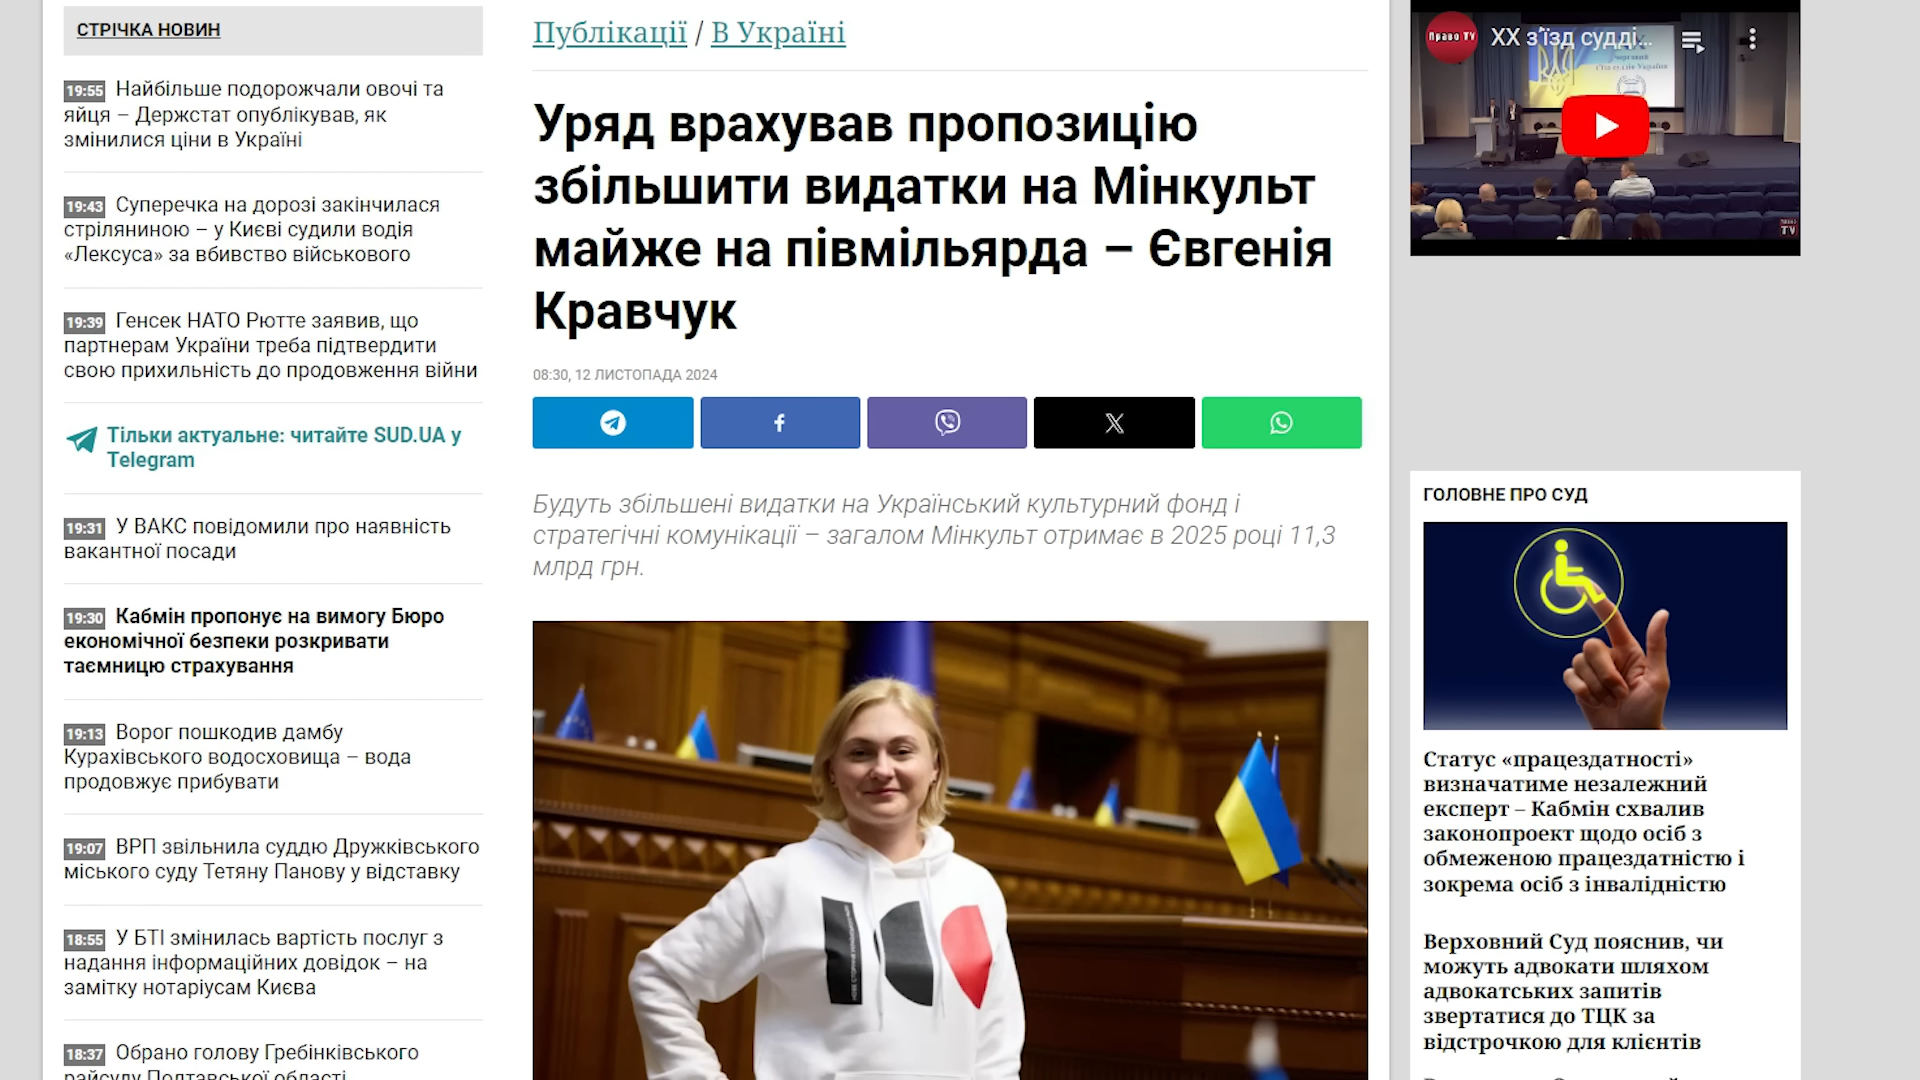 СТРІЧКА НОВИН
19:55 Найбільше подорожчали овочі та
яйця – Держстат опублікував, як
змінилися ціни в Україні
19:43 Суперечка на дорозі закінчилася
стріляниною – у Києві судили водія
«Лексуса» за вбивство військового
19:39 Генсек НАТО Рютте заявив, що
партнерам України треба підтвердити
свою прихильність до продовження війни
Тільки актуальне: читайте SUD.UA у
Telegram
19:31 У ВАКС повідомили про наявність
вакантної посади
19:30 Кабмін пропонує на вимогу Бюро
економічної безпеки розкривати
таємницю страхування
19:13 Ворог пошкодив дамбу
Курахівського водосховища – вода
продовжує прибувати
19:07 ВРП звільнила суддю Дружківського
міського суду Тетяну Панову у відставку
18:55 У БТІ змінилась вартість послуг з
надання інформаційних довідок – на
замітку нотаріусам Києва
18:37 Обрано голову Гребінківського
райсуду Полтавської області
Публікації / В Україні
Уряд врахував пропозицію
збільшити видатки на Мінкульт
майже на півмільярда – Євгенія
Кравчук
08:30, 12 ЛИСТОПАДА 2024
Будуть збільшені видатки на Український культурний фонд і
стратегічні комунікації – загалом Мінкульт отримає в 2025 році 11,3
млрд грн.
Право TV
XX з'їзд судді...
з'їзд суддів України
TV
ГОЛОВНЕ ПРО СУД
Статус «працездатності»
визначатиме незалежний
експерт – Кабмін схвалив
законопроект щодо осіб з
обмеженою працездатністю і
зокрема осіб з інвалідністю
Верховний Суд пояснив, чи
можуть адвокати шляхом
адвокатських запитів
звертатися до ТЦК за
відстрочкою для клієнтів